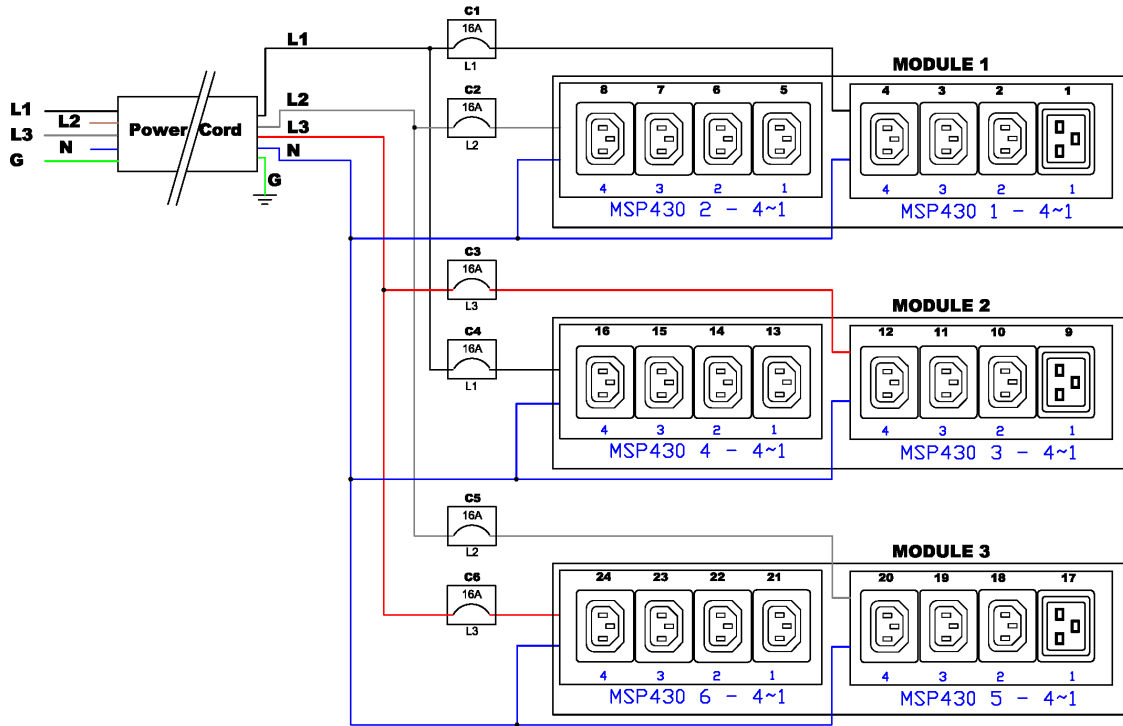 L1
L2
L3
N
G
Power Cord
L1
L2
L3
N
G
C1
16A
L1
C2
16A
L2
MODULE 1
8 7 6 5
4 3 2 1
4 3 2 1
4 3 2 1
MSP430 2 - 4~1
MSP430 1 - 4~1
C3
16A
L3
C4
16A
L1
MODULE 2
16 15 14 13
12 11 10 9
4 3 2 1
4 3 2 1
MSP430 4 - 4~1
MSP430 3 - 4~1
C5
16A
L2
C6
16A
L3
MODULE 3
24 23 22 21
20 19 18 17
4 3 2 1
4 3 2 1
MSP430 6 - 4~1
MSP430 5 - 4~1